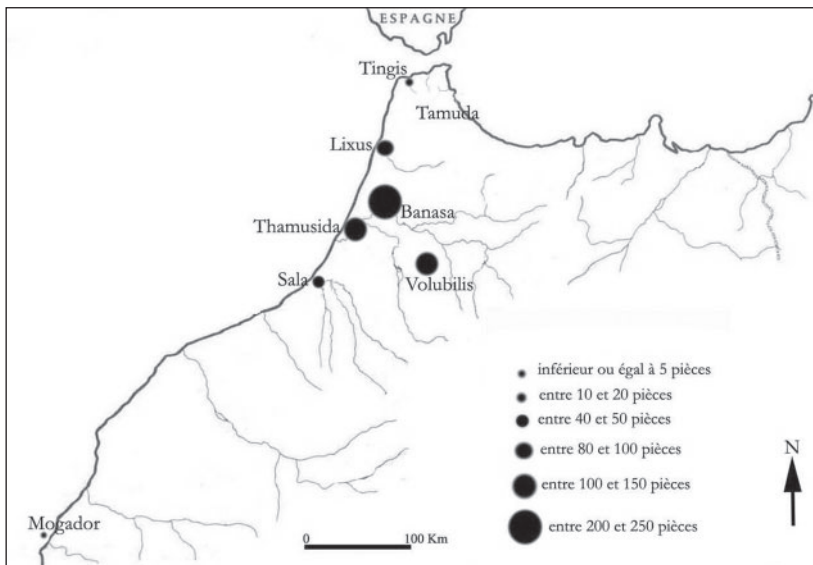 ESPAGNE
Tingis
Tamuda
Lixus
Banasa
Thamusida
Sala
Volubilis
inférieur ou égal à 5 pièces
entre 10 et 20 pièces
entre 40 et 50 pièces
entre 80 et 100 pièces
entre 100 et 150 pièces
entre 200 et 250 pièces
N
Mogador
0
100 Km